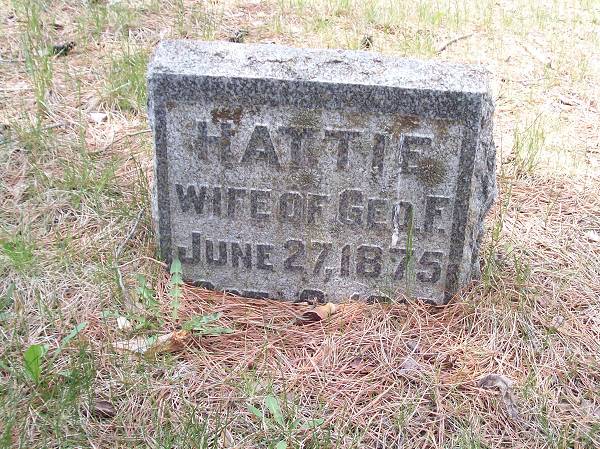 HATTIE
WIFE OF GEO. F.
JUNE 27, 1875